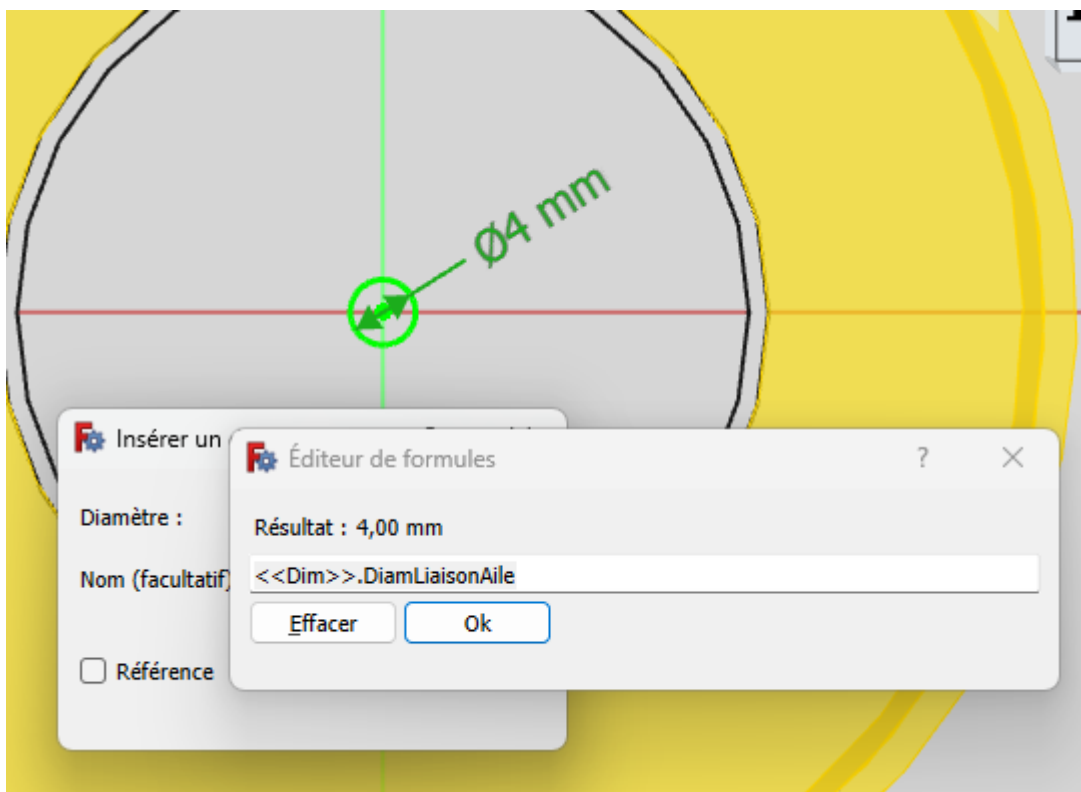 Ø4 mm
Insérer un
Éditeur de formules
?
Diamètre :
Résultat : 4,00 mm
Nom (facultatif)
<<Dim>>.DiamLiaisonAile
Effacer
Ok
Référence